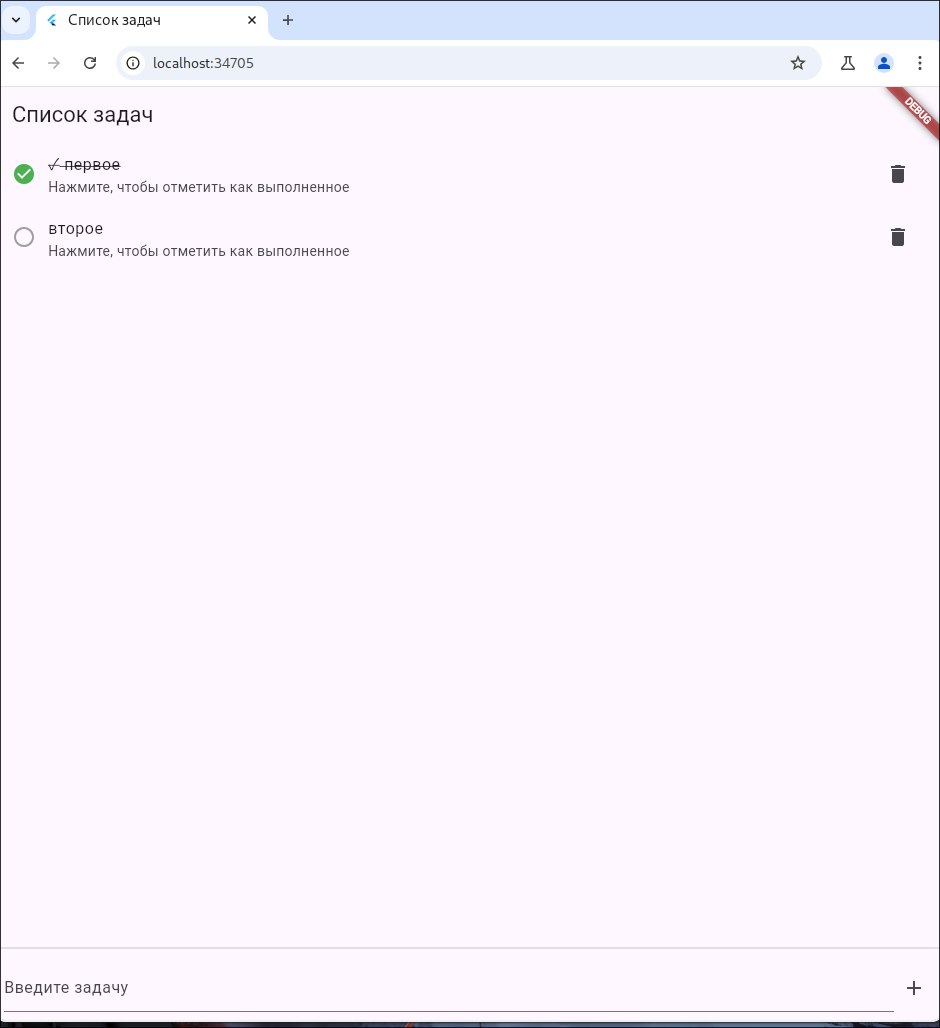 Список задач
localhost:34705
Список задач
DEBUG
✓ первое
Нажмите, чтобы отметить как выполненное
второе
Нажмите, чтобы отметить как выполненное
Введите задачу